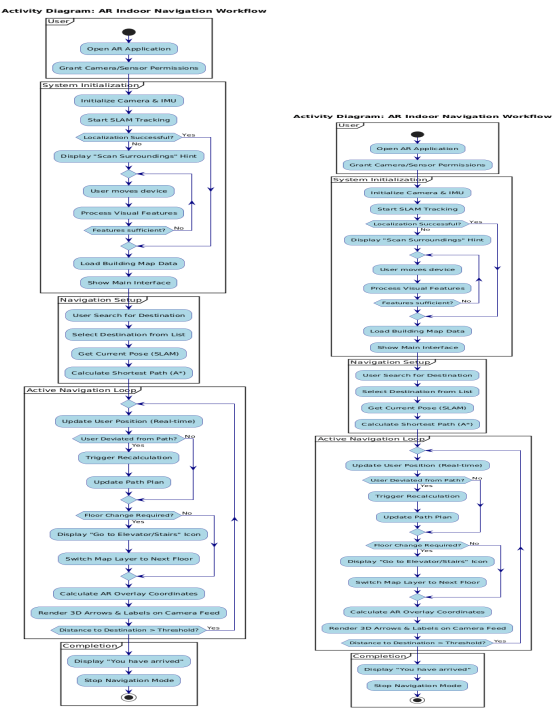 Activity Diagram: AR Indoor Navigation Workflow
User
Open AR Application
Grant Camera/Sensor Permissions
System Initialization
Initialize Camera & IMU
Start SLAM Tracking
Localization Successful?
Yes
No
Display "Scan Surroundings" Hint
User moves device
Process Visual Features
Features sufficient?
No
Load Building Map Data
Show Main Interface
Navigation Setup
User Search for Destination
Select Destination from List
Get Current Pose (SLAM)
Calculate Shortest Path (A*)
Active Navigation Loop
Update User Position (Real-time)
User Deviated from Path?
No
Yes
Trigger Recalculation
Update Path Plan
Floor Change Required?
No
Yes
Display "Go to Elevator/Stairs" Icon
Switch Map Layer to Next Floor
Calculate AR Overlay Coordinates
Render 3D Arrows & Labels on Camera Feed
Distance to Destination > Threshold?
Yes
Completion
Display "You have arrived"
Stop Navigation Mode
Activity Diagram: AR Indoor Navigation Workflow
User
Open AR Application
Grant Camera/Sensor Permissions
System Initialization
Initialize Camera & IMU
Start SLAM Tracking
Localization Successful?
Yes
No
Display "Scan Surroundings" Hint
User moves device
Process Visual Features
Features sufficient?
No
Load Building Map Data
Show Main Interface
Navigation Setup
User Search for Destination
Select Destination from List
Get Current Pose (SLAM)
Calculate Shortest Path (A*)
Active Navigation Loop
Update User Position (Real-time)
User Deviated from Path?
No
Yes
Trigger Recalculation
Update Path Plan
Floor Change Required?
No
Yes
Display "Go to Elevator/Stairs" Icon
Switch Map Layer to Next Floor
Calculate AR Overlay Coordinates
Render 3D Arrows & Labels on Camera Feed
Distance to Destination > Threshold?
Yes
Completion
Display "You have arrived"
Stop Navigation Mode